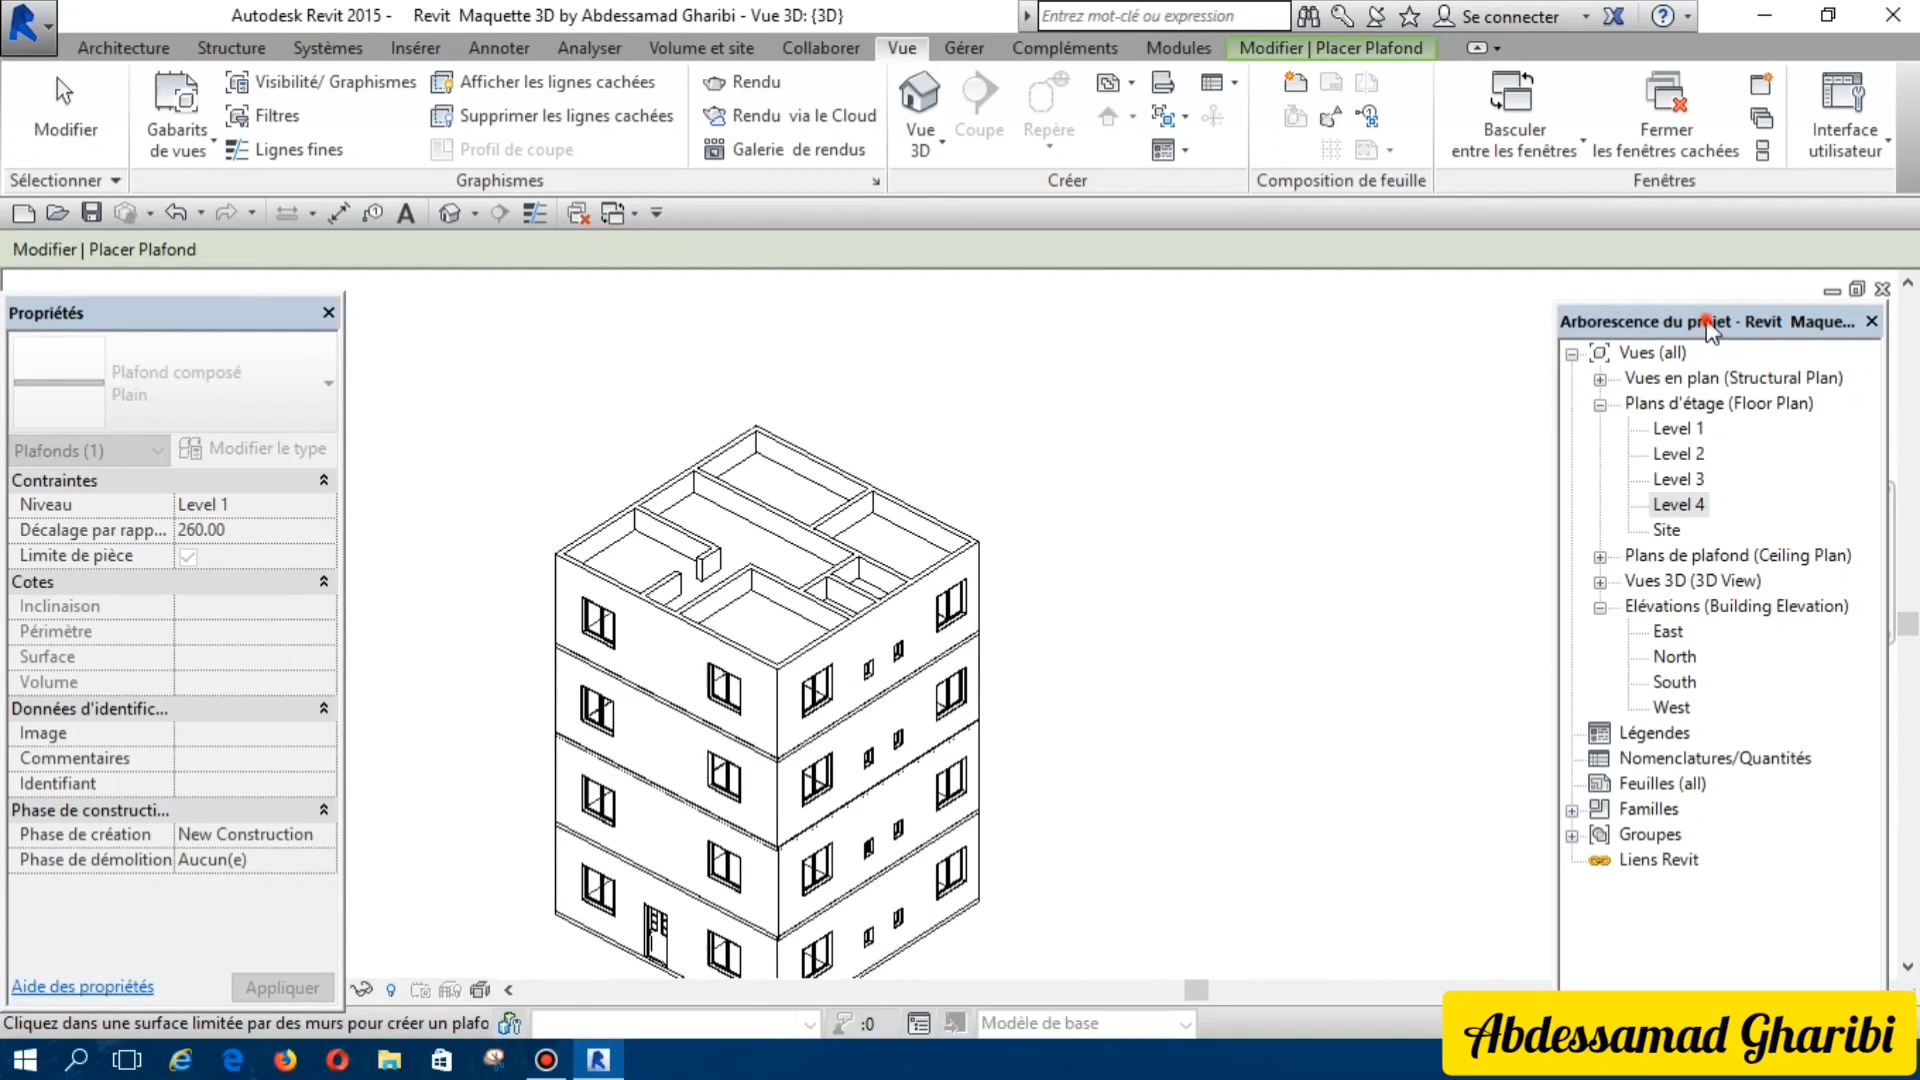 Autodesk Revit 2015 - Revit Maquette 3D by Abdessamad Gharibi - Vue 3D: {3D}
Entrez mot-clé ou expression
Se connecter
Architecture Structure Systèmes Insérer Annoter Analyser Volume et site Collaborer Vue Gérer Compléments Modules Modifier | Placer Plafond
Modifier
Gabarits de vues
Visibilité/ Graphismes
Filtres
Lignes fines
Afficher les lignes cachées
Supprimer les lignes cachées
Profil de coupe
Rendu
Rendu via le Cloud
Galerie de rendus
Vue 3D
Coupe
Repère
Basculer entre les fenêtres
Fermer les fenêtres cachées
Interface utilisateur
Sélectionner
Graphismes
Créer
Composition de feuille
Fenêtres
Modifier | Placer Plafond
Propriétés
Plafond composé
Plain
Plafonds (1)
Modifier le type
Contraintes
Niveau Level 1
Décalage par rapp... 260.00
Limite de pièce
Cotes
Inclinaison
Périmètre
Surface
Volume
Données d'identific...
Image
Commentaires
Identifiant
Phase de constructi...
Phase de création New Construction
Phase de démolition Aucun(e)
Aide des propriétés
Appliquer
Arborescence du projet - Revit Maque...
Vues (all)
Vues en plan (Structural Plan)
Plans d'étage (Floor Plan)
Level 1
Level 2
Level 3
Level 4
Site
Plans de plafond (Ceiling Plan)
Vues 3D (3D View)
Elévations (Building Elevation)
East
North
South
West
Légendes
Nomenclatures/Quantités
Feuilles (all)
Familles
Groupes
Liens Revit
Cliquez dans une surface limitée par des murs pour créer un plafo
:0
Modèle de base
Abdessamad Gharibi